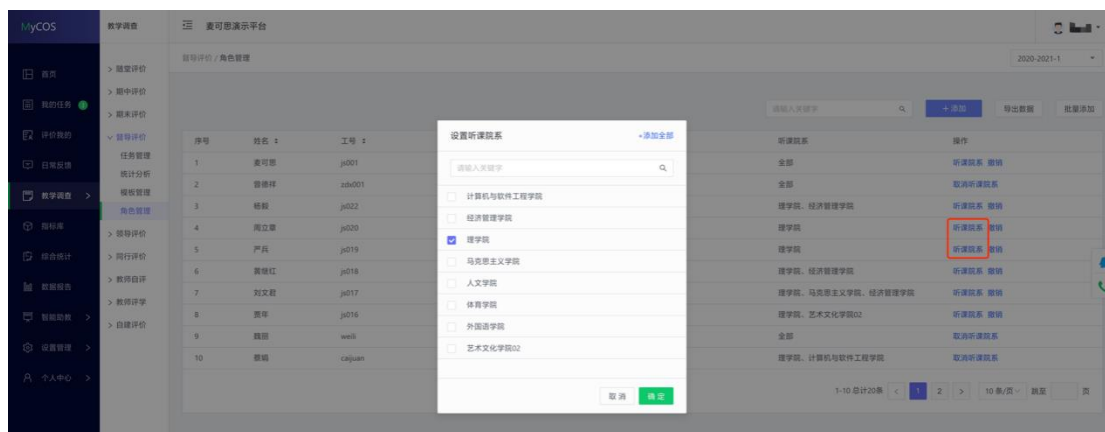 MyCOS
教学调查
麦可思演示平台
督导评价 / 角色管理
2020-2021-1
首页
我的任务
评价我的
日常反馈
教学调查 >
指标库
综合统计
数据报告
智能助教 >
设置管理 >
个人中心 >
> 随堂评价
> 期中评价
> 期末评价
督导评价
任务管理
统计分析
模板管理
角色管理
> 领导评价
> 同行评价
> 教师自评
> 教师评学
> 自建评价
请输入关键字
+ 添加
导出数据
批量添加
序号 姓名 工号 听课院系 操作
1 麦可思 js001 全部 听课院系 撤销
2 曾德祥 zdx001 全部 取消听课院系
3 杨毅 js022 理学院、经济管理学院 听课院系 撤销
4 周立章 js020 理学院 听课院系 撤销
5 严兵 js019 理学院 听课院系 撤销
6 黄继红 js018 理学院、经济管理学院 听课院系 撤销
7 刘文君 js017 理学院、马克思主义学院、经济管理学院 听课院系 撤销
8 贾年 js016 理学院、艺术文化学院02 听课院系 撤销
9 魏丽 weili 全部 取消听课院系
10 蔡娟 caijuan 理学院、计算机与软件工程学院 取消听课院系
1-10 总计20条 < 1 2 > 10 条/页 跳至 页
设置听课院系
+添加全部
请输入关键字
计算机与软件工程学院
经济管理学院
理学院
马克思主义学院
人文学院
体育学院
外国语学院
艺术文化学院02
取消
确定